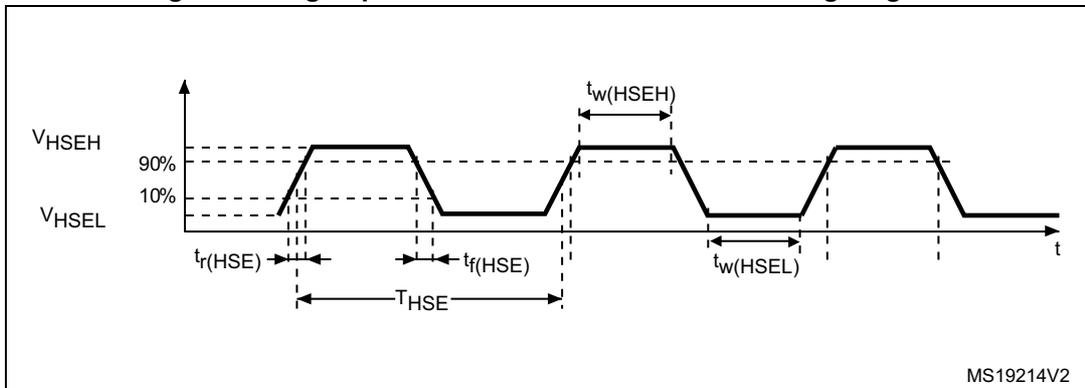 tw(HSEH)
VHSEH
90%
10%
VHSEL
tr(HSE)
tf(HSE)
tw(HSEL)
t
THSE
MS19214V2